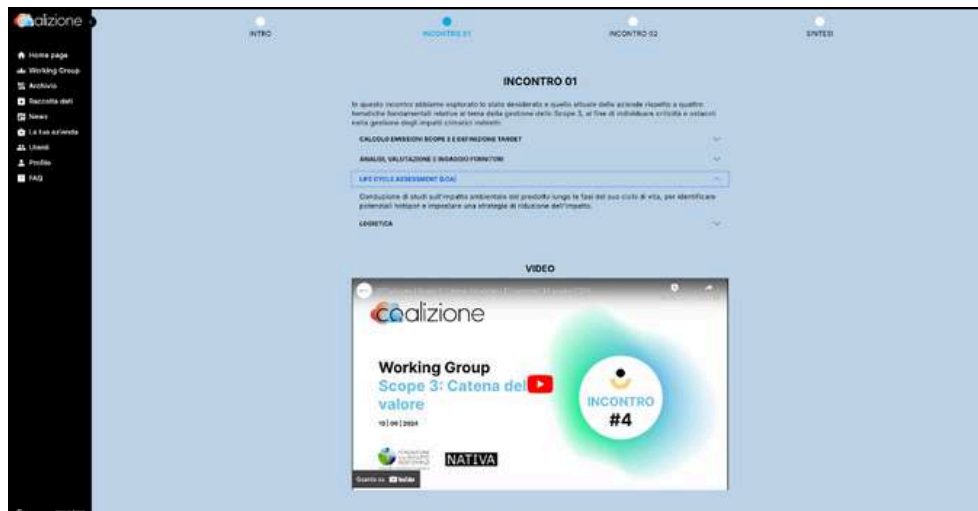 coalizione
INTRO
INCONTRO 01
INCONTRO 02
SINTESI
Home page
Working Group
Archivio
Raccolta dati
News
La tua azienda
Utenti
Profilo
FAQ
INCONTRO 01
In questo incontro abbiamo esplorato lo stato desiderato e quello attuale delle aziende rispetto a quattro
tematiche fondamentali relative al tema della gestione dello Scope 3, al fine di individuare criticità e ostacoli
nella gestione degli impatti climatici indiretti:
CALCOLO EMISSIONI SCOPE 3 E DEFINIZIONE TARGET
ANALISI, VALUTAZIONE E INGAGGIO FORNITORI
LIFE CYCLE ASSESSMENT (LCA)
Conduzione di studi sull'impatto ambientale del prodotto lungo le fasi del suo ciclo di vita, per identificare
potenziali hotspot e impostare una strategia di riduzione dell'impatto.
LOGISTICA
VIDEO
coalizione
Working Group
Scope 3: Catena del
valore
INCONTRO
#4
NATIVA
Guarda su YouTube